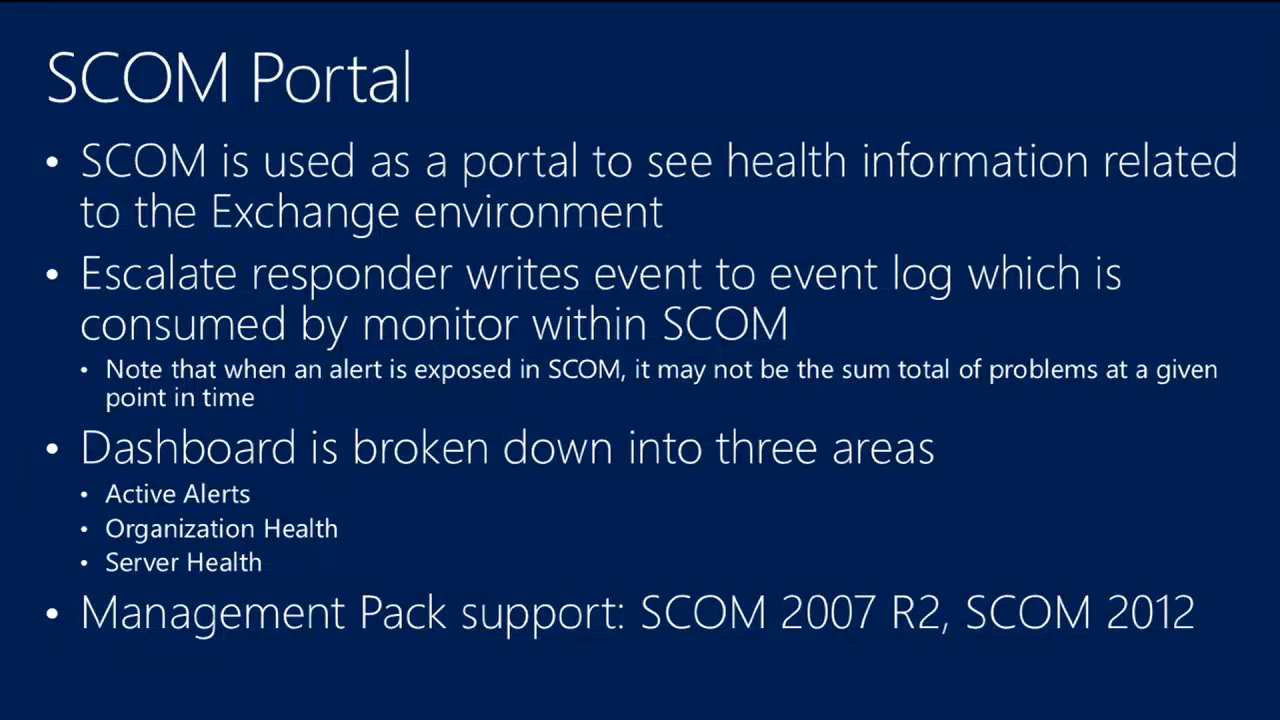 SCOM Portal
• SCOM is used as a portal to see health information related
to the Exchange environment
• Escalate responder writes event to event log which is
consumed by monitor within SCOM
• Note that when an alert is exposed in SCOM, it may not be the sum total of problems at a given
point in time
• Dashboard is broken down into three areas
• Active Alerts
• Organization Health
• Server Health
• Management Pack support: SCOM 2007 R2, SCOM 2012